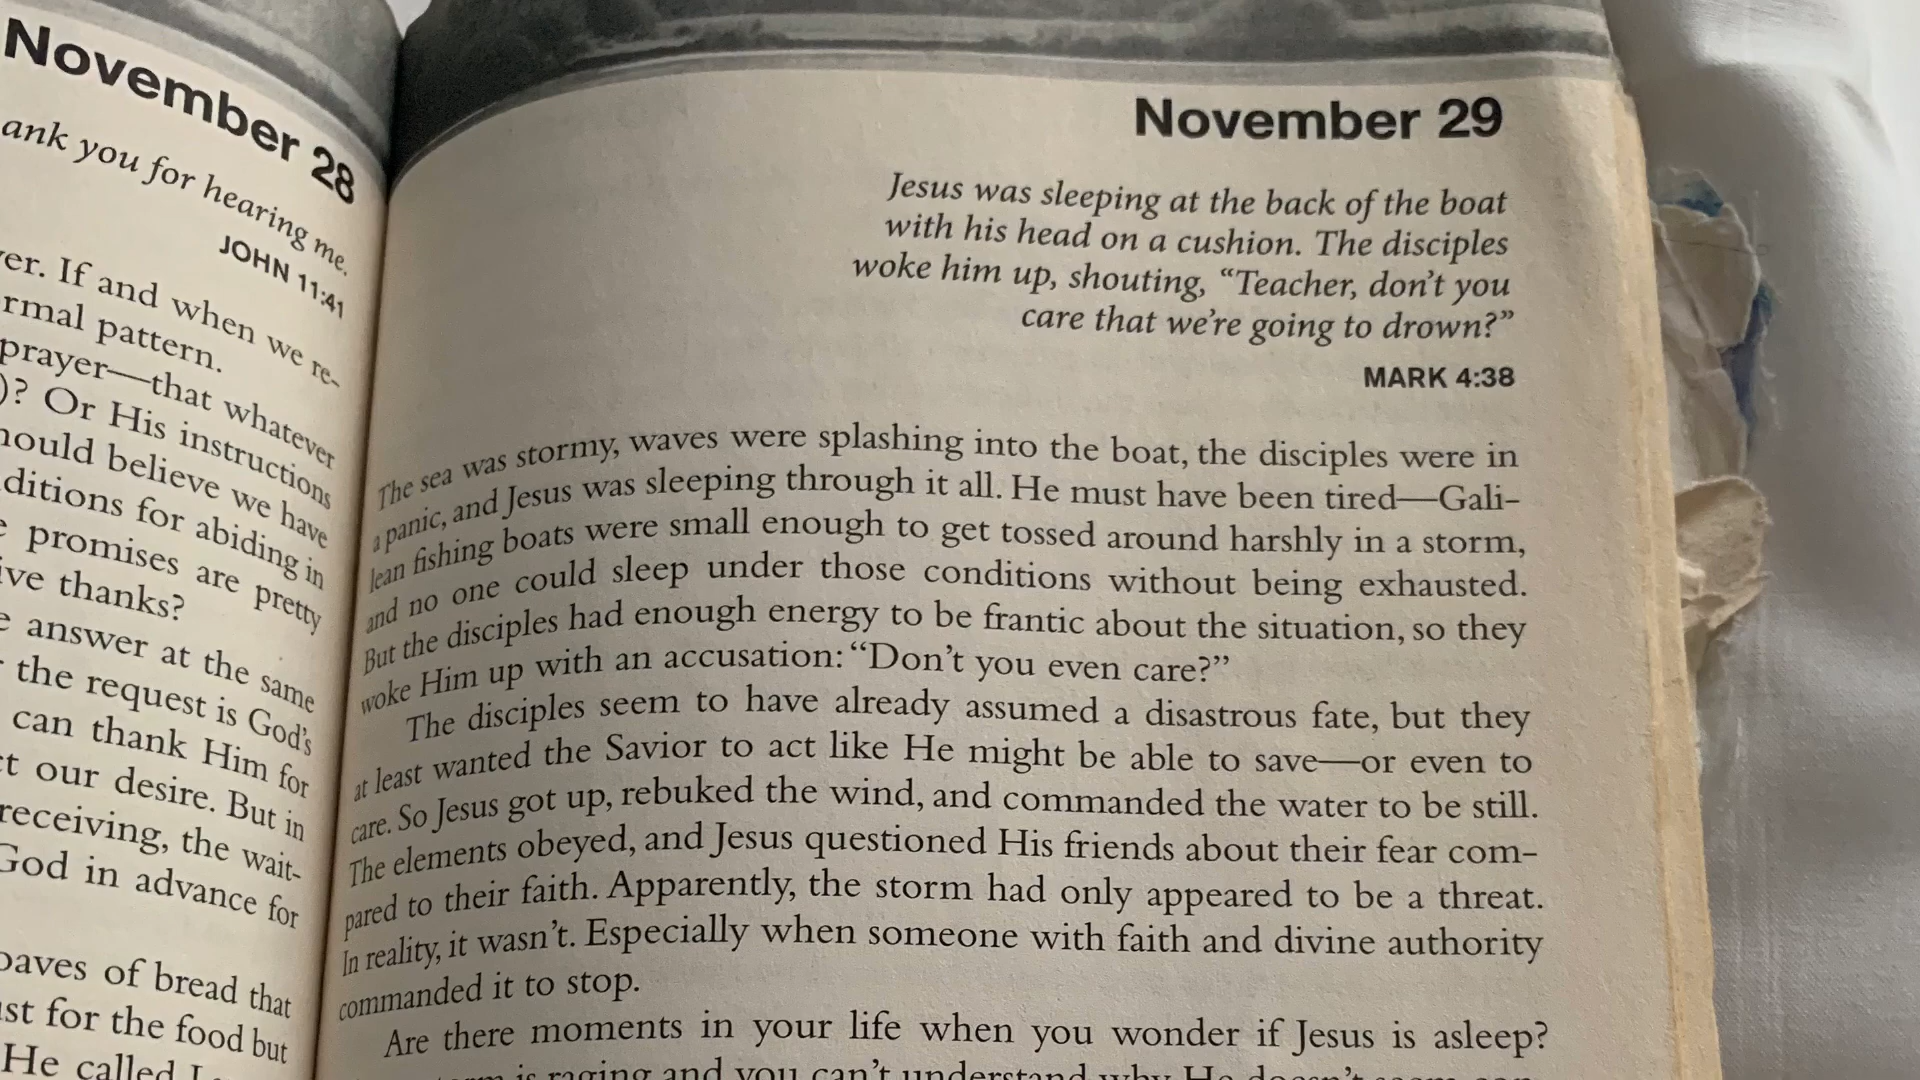 November 28
ank you for hearing me.
JOHN 11:41
er. If and when we re-
rmal pattern.
prayer—that whatever
)? Or His instructions
hould believe we have
ditions for abiding in
e promises are pretty
ive thanks?
e answer at the same
the request is God's
can thank Him for
ct our desire. But in
receiving, the wait-
God in advance for
oaves of bread that
ust for the food but
He called
November 29
Jesus was sleeping at the back of the boat
with his head on a cushion. The disciples
woke him up, shouting, “Teacher, don't you
care that we're going to drown?”
MARK 4:38
The sea was stormy, waves were splashing into the boat, the disciples were in
a panic, and Jesus was sleeping through it all. He must have been tired—Gali-
lean fishing boats were small enough to get tossed around harshly in a storm,
and no one could sleep under those conditions without being exhausted.
But the disciples had enough energy to be frantic about the situation, so they
woke Him up with an accusation: “Don't you even care?”
The disciples seem to have already assumed a disastrous fate, but they
at least wanted the Savior to act like He might be able to save—or even to
care. So Jesus got up, rebuked the wind, and commanded the water to be still.
The elements obeyed, and Jesus questioned His friends about their fear com-
pared to their faith. Apparently, the storm had only appeared to be a threat.
In reality, it wasn't. Especially when someone with faith and divine authority
commanded it to stop.
Are there moments in your life when you wonder if Jesus is asleep?
is raging and you can't understand why He doesn't seem